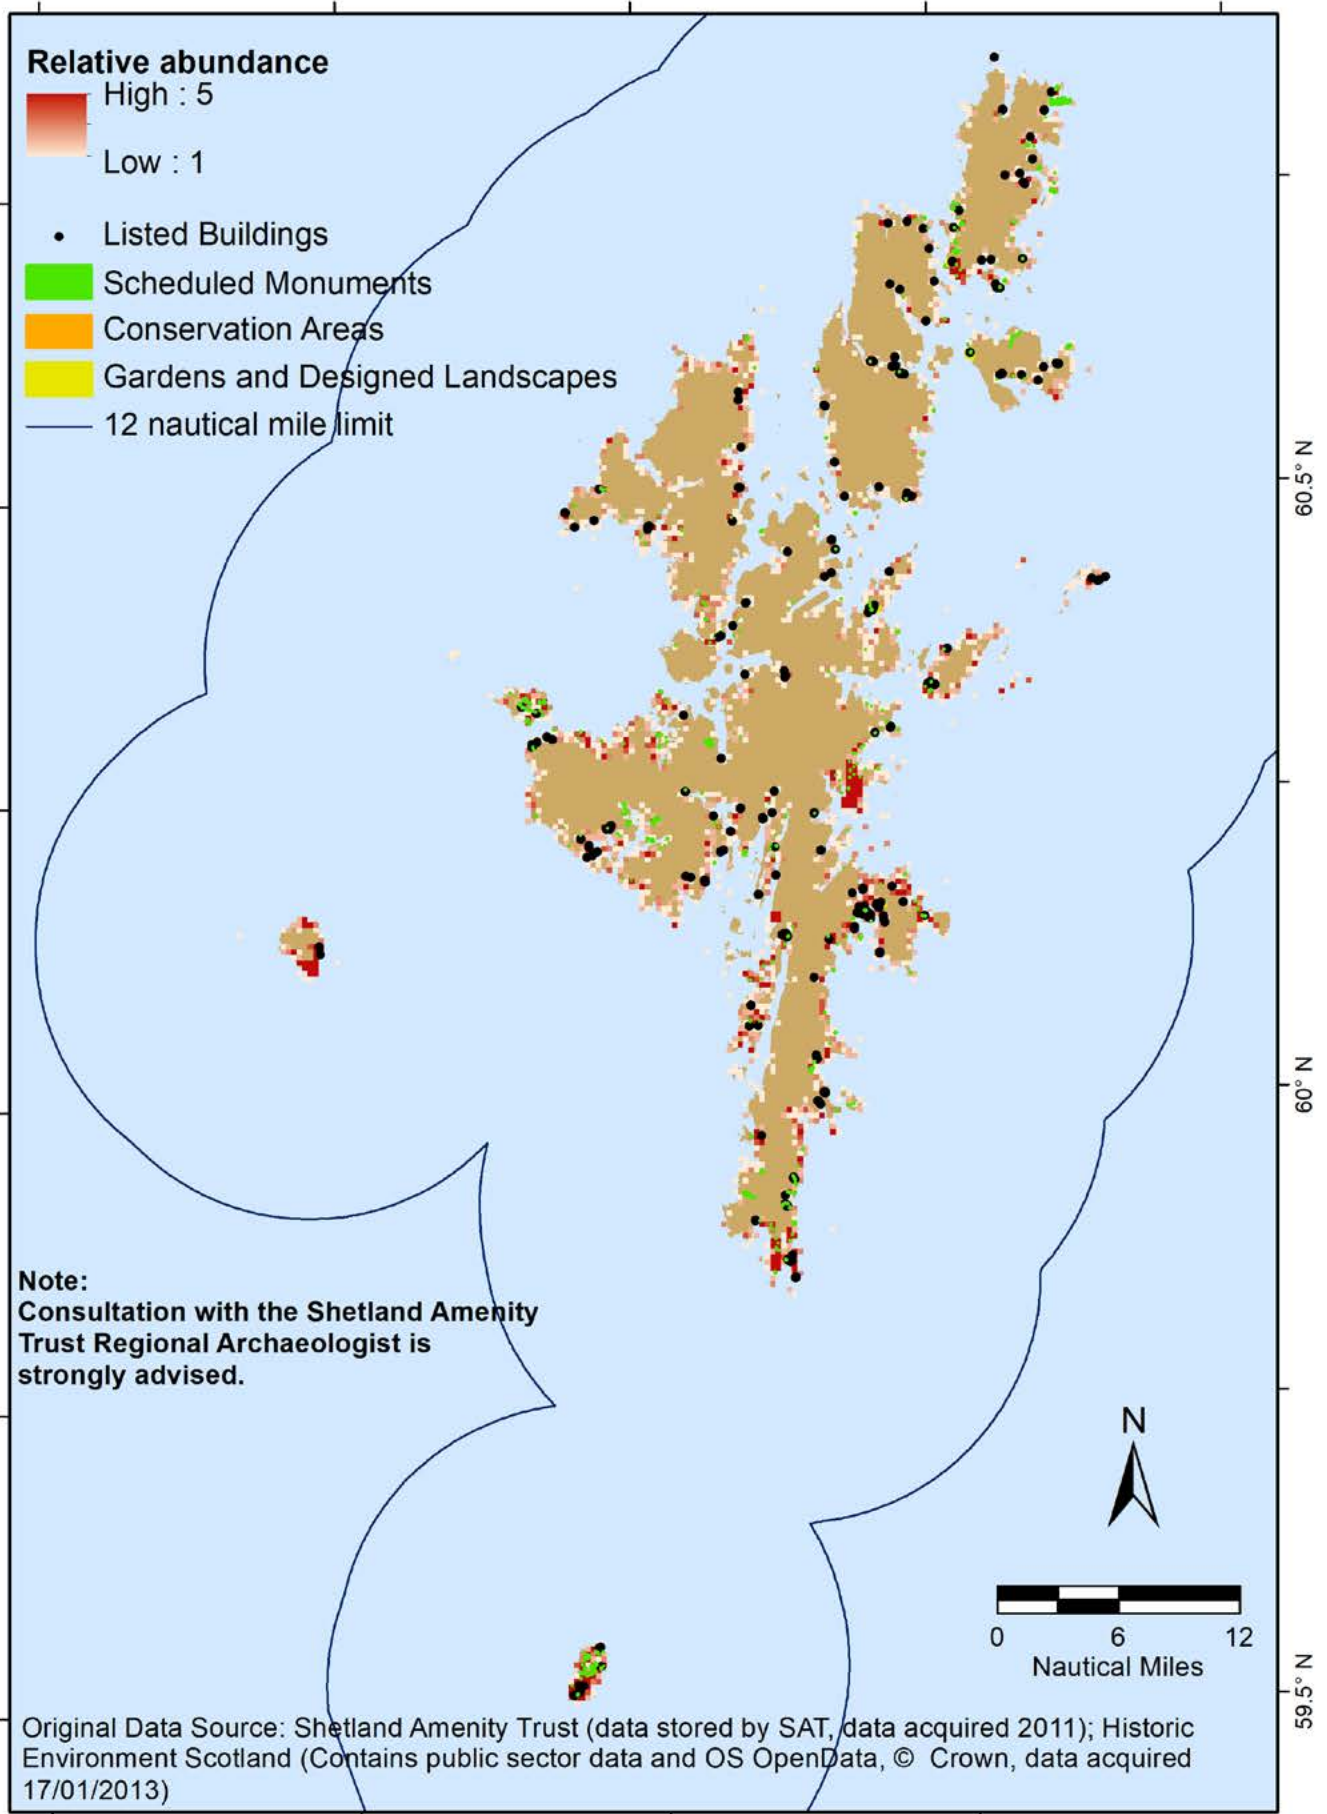 Relative abundance
High : 5
Low : 1
Listed Buildings
Scheduled Monuments
Conservation Areas
Gardens and Designed Landscapes
12 nautical mile limit
60.5° N
60° N
Note:
Consultation with the Shetland Amenity
Trust Regional Archaeologist is
strongly advised.
N
0 6 12
Nautical Miles
59.5° N
Original Data Source: Shetland Amenity Trust (data stored by SAT, data acquired 2011); Historic
Environment Scotland (Contains public sector data and OS OpenData, © Crown, data acquired
17/01/2013)